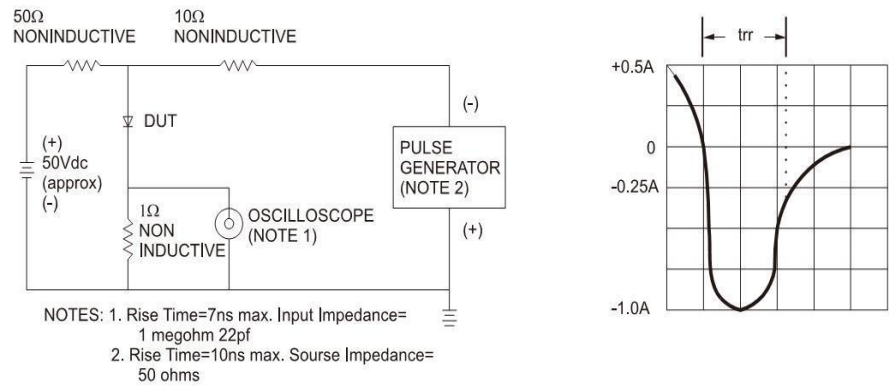 50Ω
NONINDUCTIVE
10Ω
NONINDUCTIVE
DUT
(+)
50Vdc
(approx)
(-)
1Ω
NON
INDUCTIVE
OSCILLOSCOPE
(NOTE 1)
(-)
PULSE
GENERATOR
(NOTE 2)
(+)
NOTES: 1. Rise Time=7ns max. Input Impedance=
1 megohm 22pf
2. Rise Time=10ns max. Sourse Impedance=
50 ohms
trr
+0.5A
0
-0.25A
-1.0A